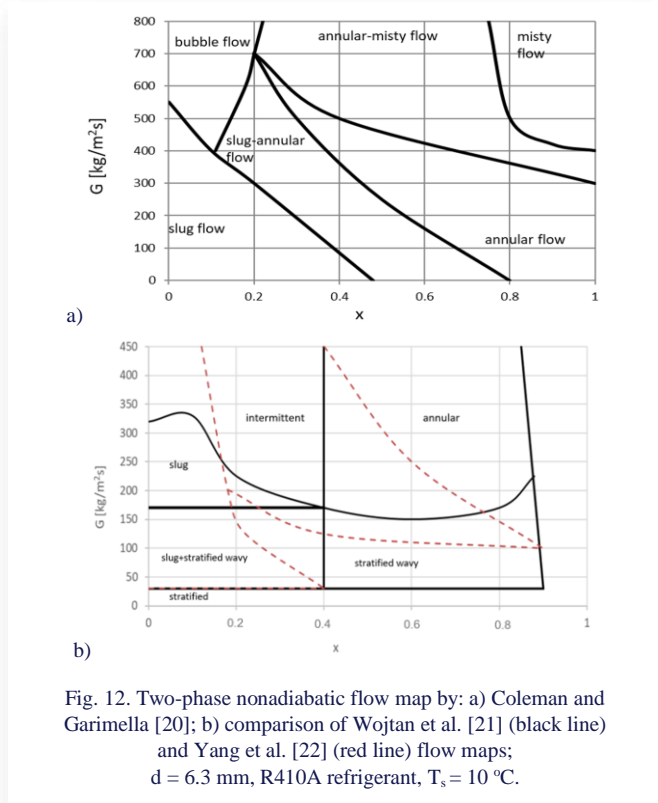 800
700
600
500
400
300
200
100
0
G [kg/m²s]
bubble flow
annular-misty flow
misty
flow
slug-annular
flow
slug flow
annular flow
0 0.2 0.4 0.6 0.8 1
x
a)
450
400
350
300
250
200
150
100
50
0
G [kg/m²s]
intermittent
annular
slug
slug+stratified wavy
stratified wavy
stratified
0 0.2 0.4 0.6 0.8 1
x
b)
Fig. 12. Two-phase nonadiabatic flow map by: a) Coleman and
Garimella [20]; b) comparison of Wojtan et al. [21] (black line)
and Yang et al. [22] (red line) flow maps;
d = 6.3 mm, R410A refrigerant, Tₛ = 10 °C.